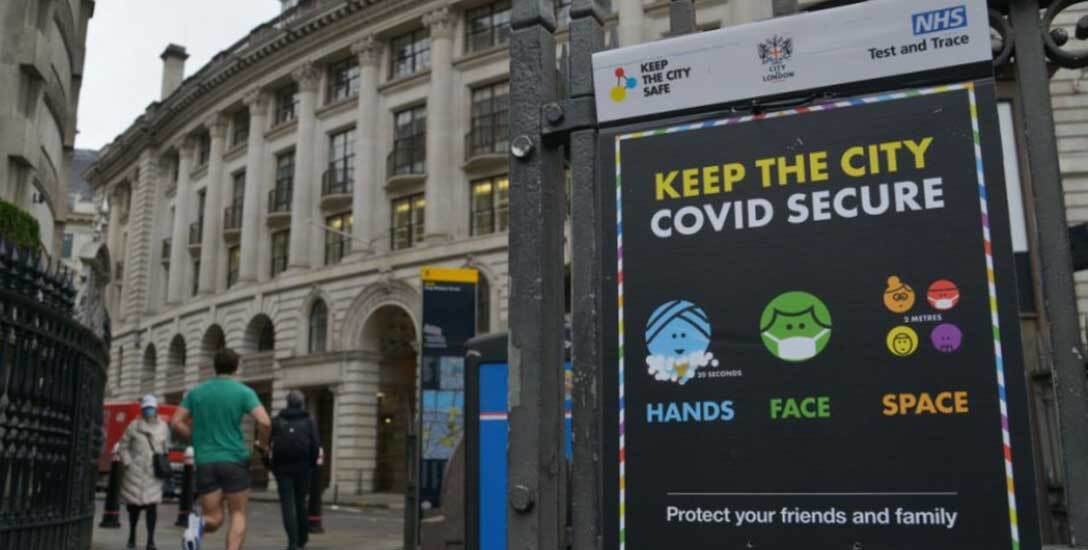 KEEP
THE CITY
SAFE
CITY
LONDON
NHS
Test and Trace
KEEP THE CITY
COVID SECURE
20 SECONDS
2 METRES
HANDS FACE SPACE
Protect your friends and family